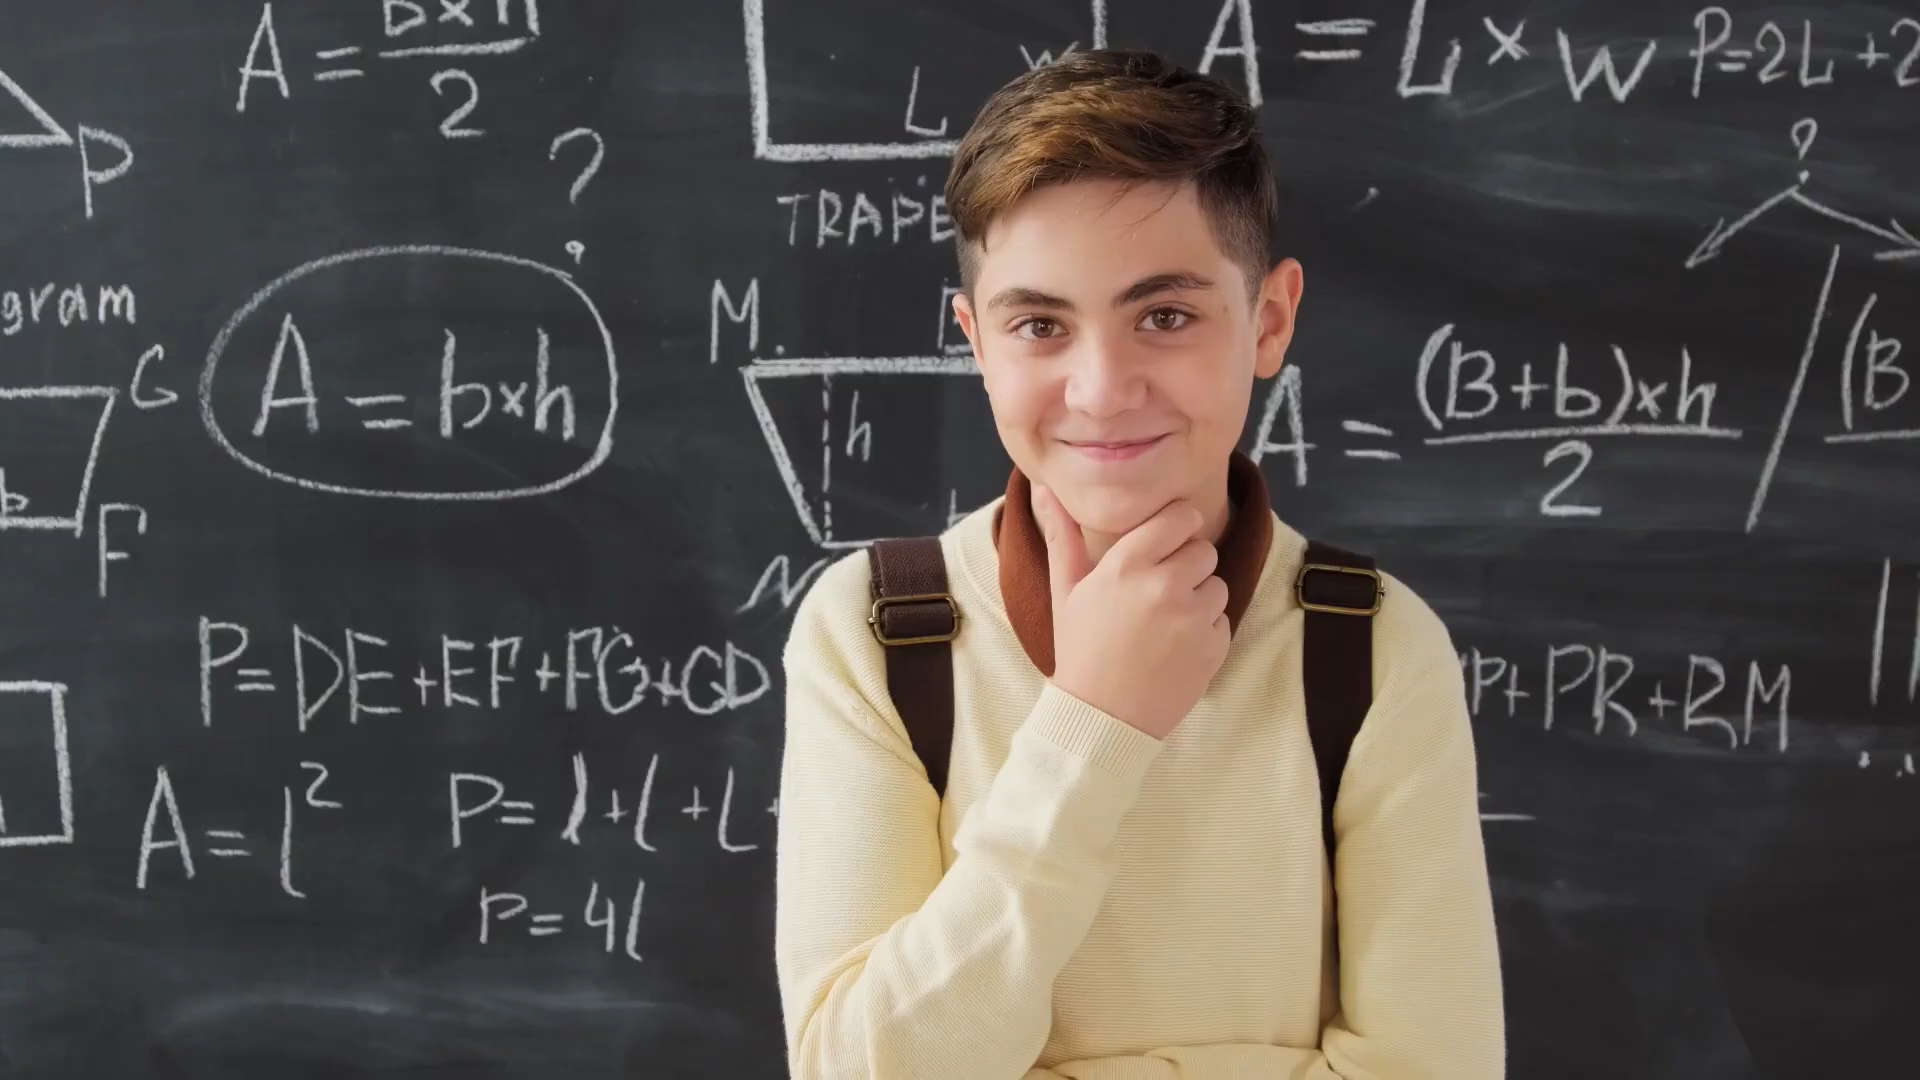 A = b×h / 2
L
W
A = L × W
P=2L +2
P
?
?
TRAPE
gram
G
A = b×h
M
h
A = (B+b)×h / 2
(B
b
F
N
P= DE+EF+FG+GD
P+PR+RM
A = l²
P= l+l+l+
P= 4l